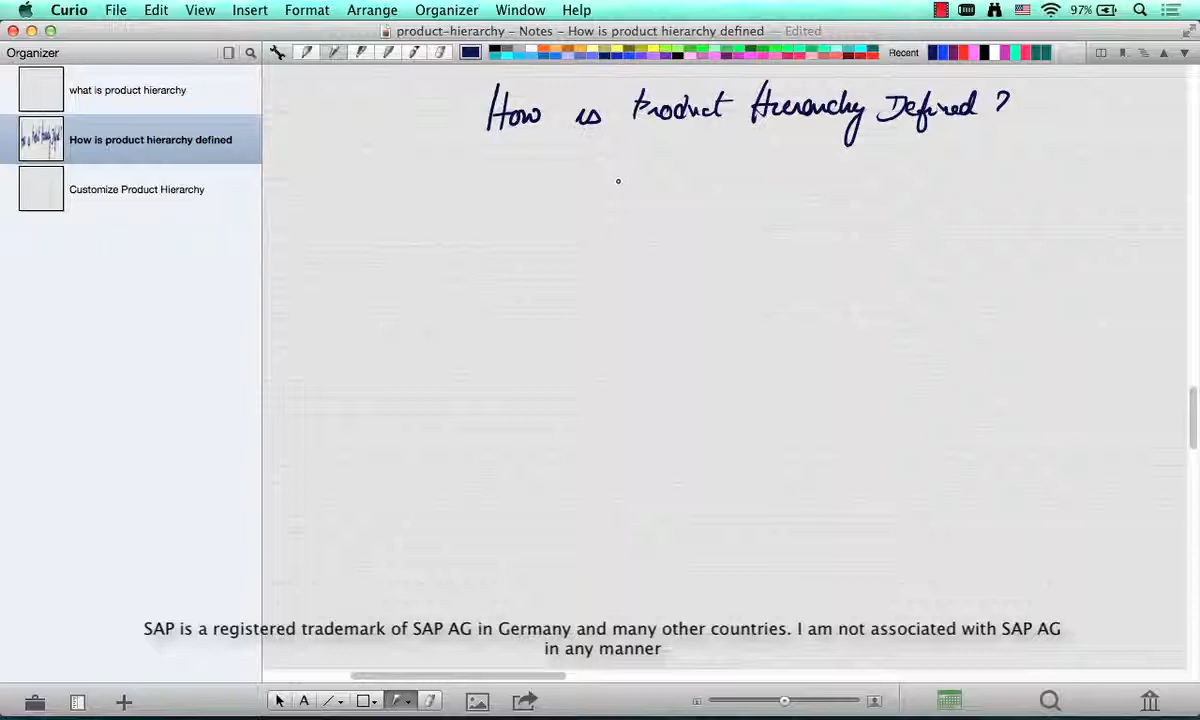 Curio File Edit View Insert Format Arrange Organizer Window Help 97%
product-hierarchy – Notes – How is product hierarchy defined — Edited
Organizer
Recent
what is product hierarchy
How is product hierarchy defined
Customize Product Hierarchy
How is Product Hierarchy Defined ?
SAP is a registered trademark of SAP AG in Germany and many other countries. I am not associated with SAP AG
in any manner
A